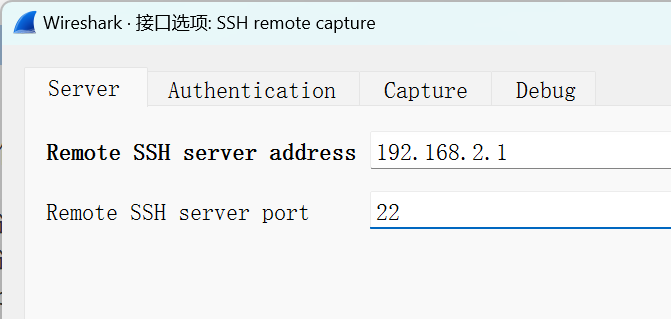 Wireshark · 接口选项: SSH remote capture
Server Authentication Capture Debug
Remote SSH server address 192.168.2.1
Remote SSH server port 22